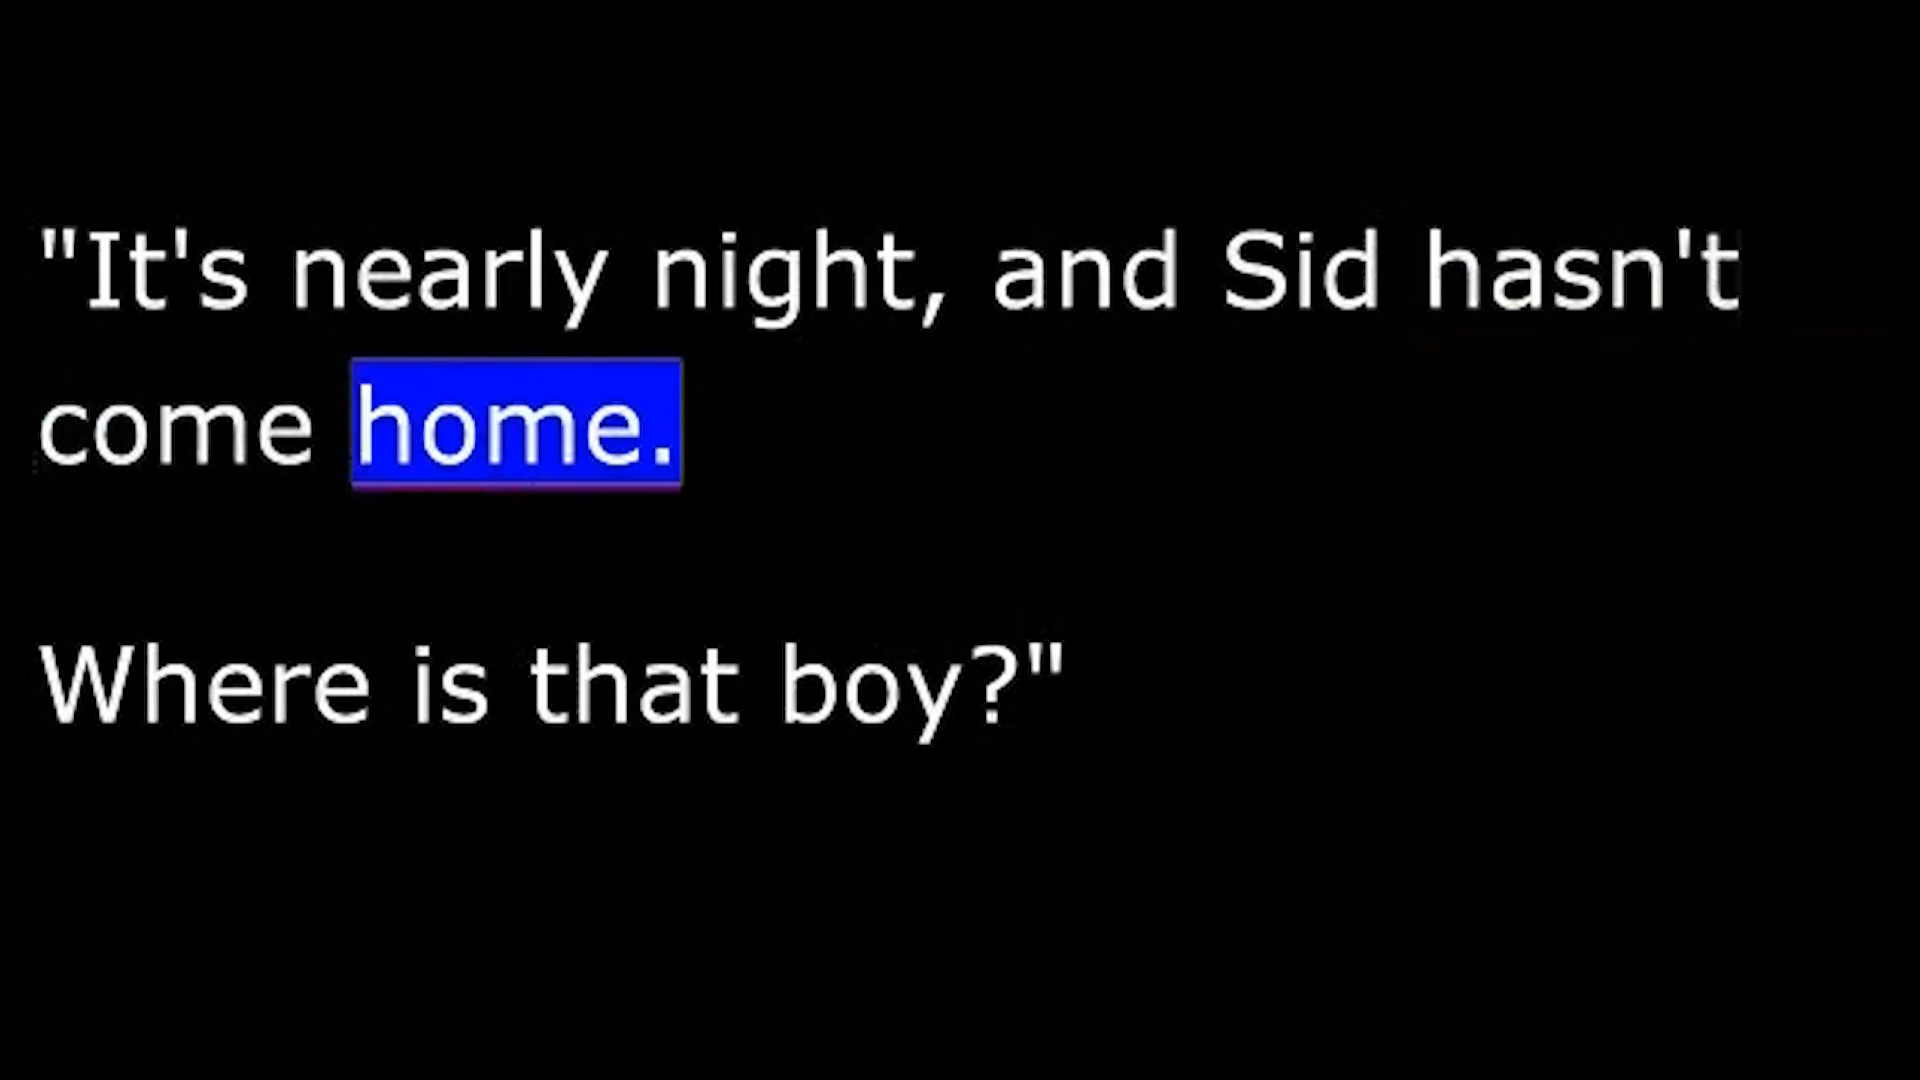 "It's nearly night, and Sid hasn't
come home.
Where is that boy?"